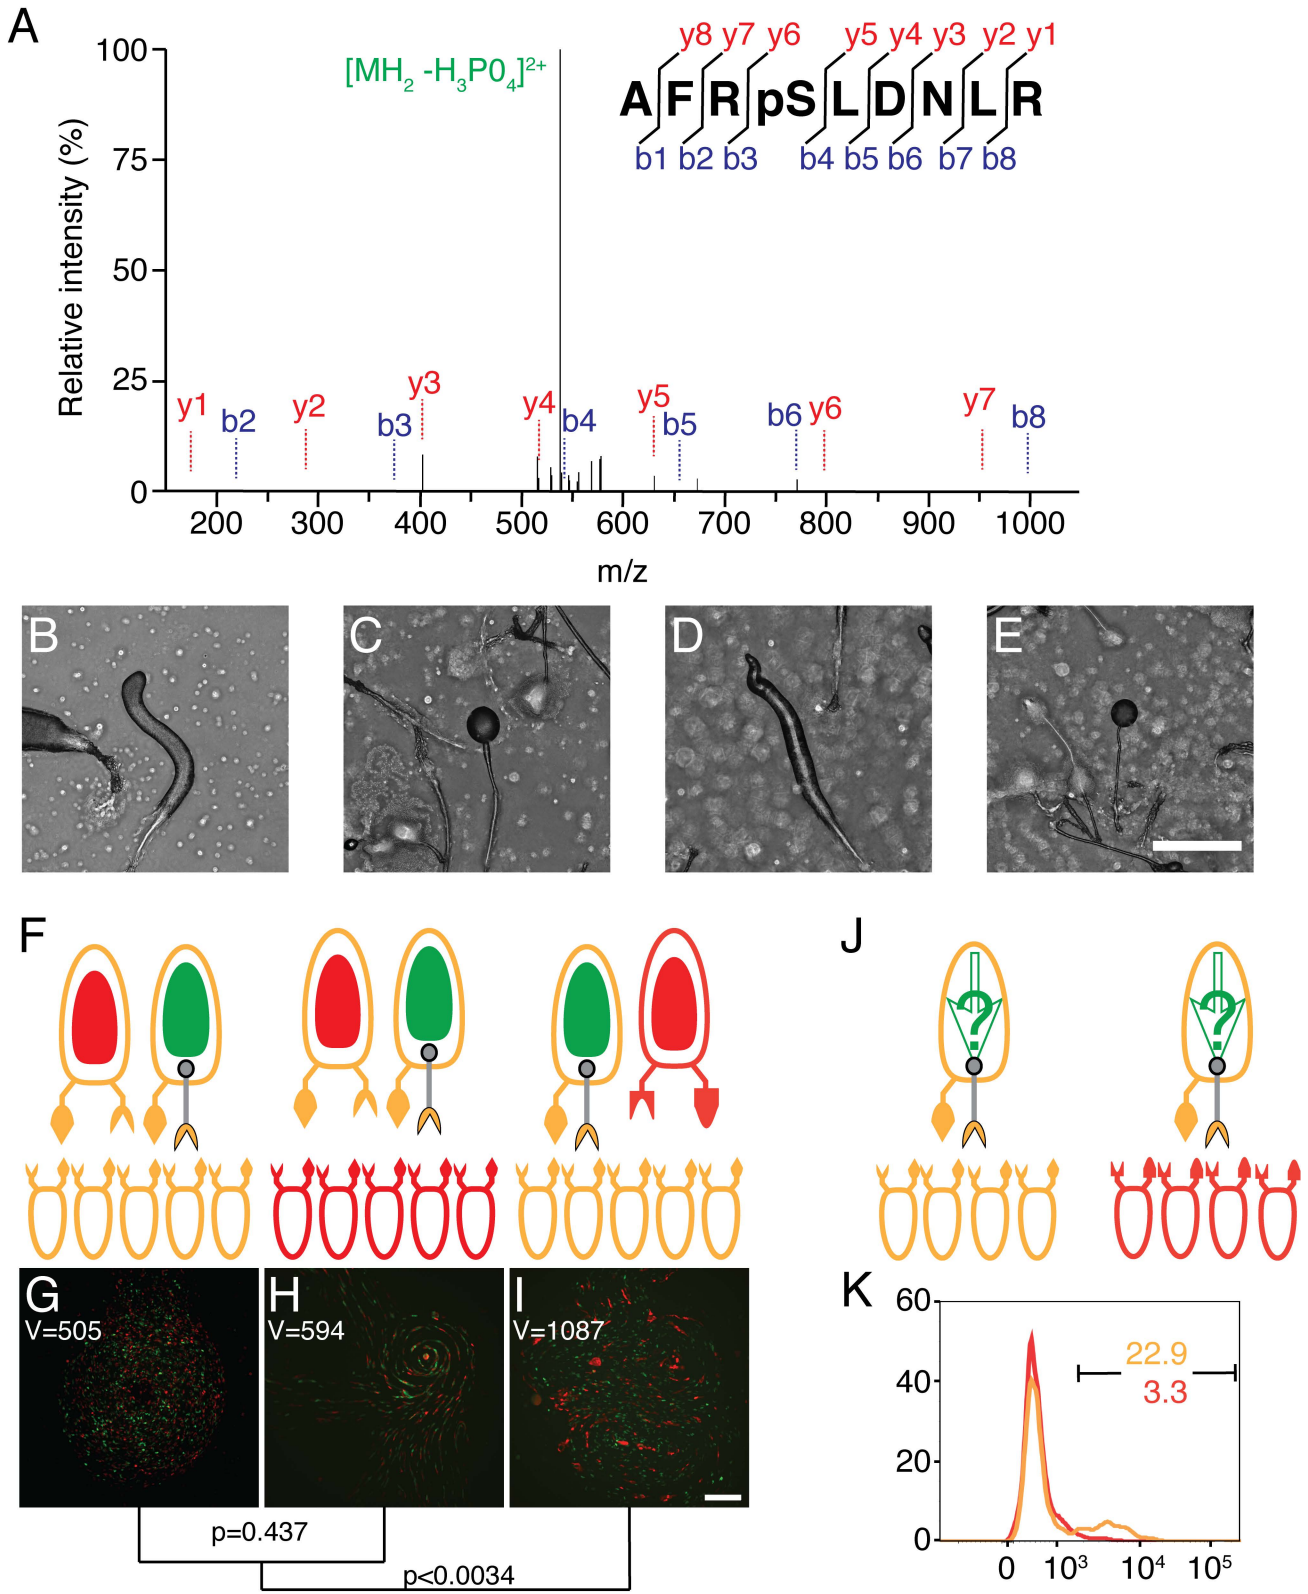 A
100
75
50
25
0
Relative intensity (%)
[MH2 -H3P04]2+
y8 y7 y6 y5 y4 y3 y2 y1
AFRpSLDNLR
b1 b2 b3 b4 b5 b6 b7 b8
y1 b2 y2 b3 y3 y4 b4 y5 b5 b6 y6 y7 b8
200 300 400 500 600 700 800 900 1000
m/z
B C D E
F
G
V=505
H
V=594
I
V=1087
p=0.437
p<0.0034
J
?
?
K
60
40
20
0
22.9
3.3
0 103 104 105